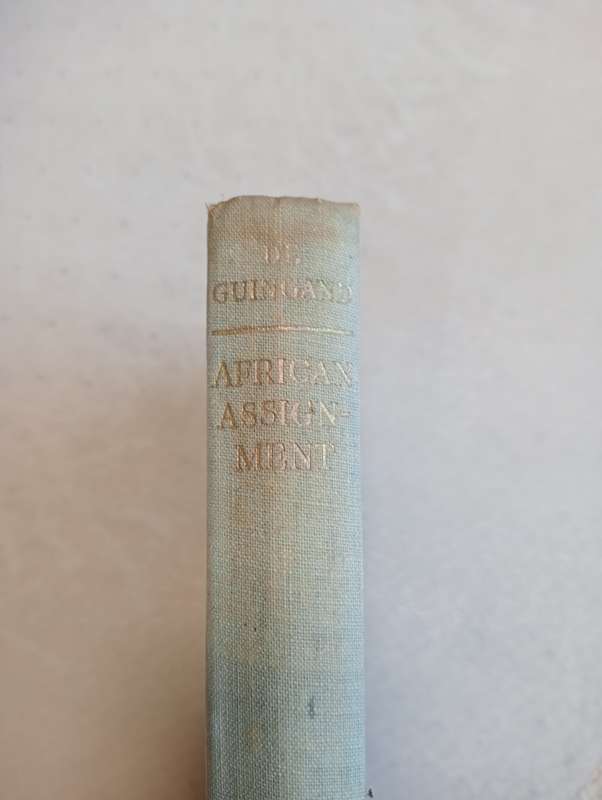 DE
GUINGAND
AFRICAN
ASSIGN-
MENT